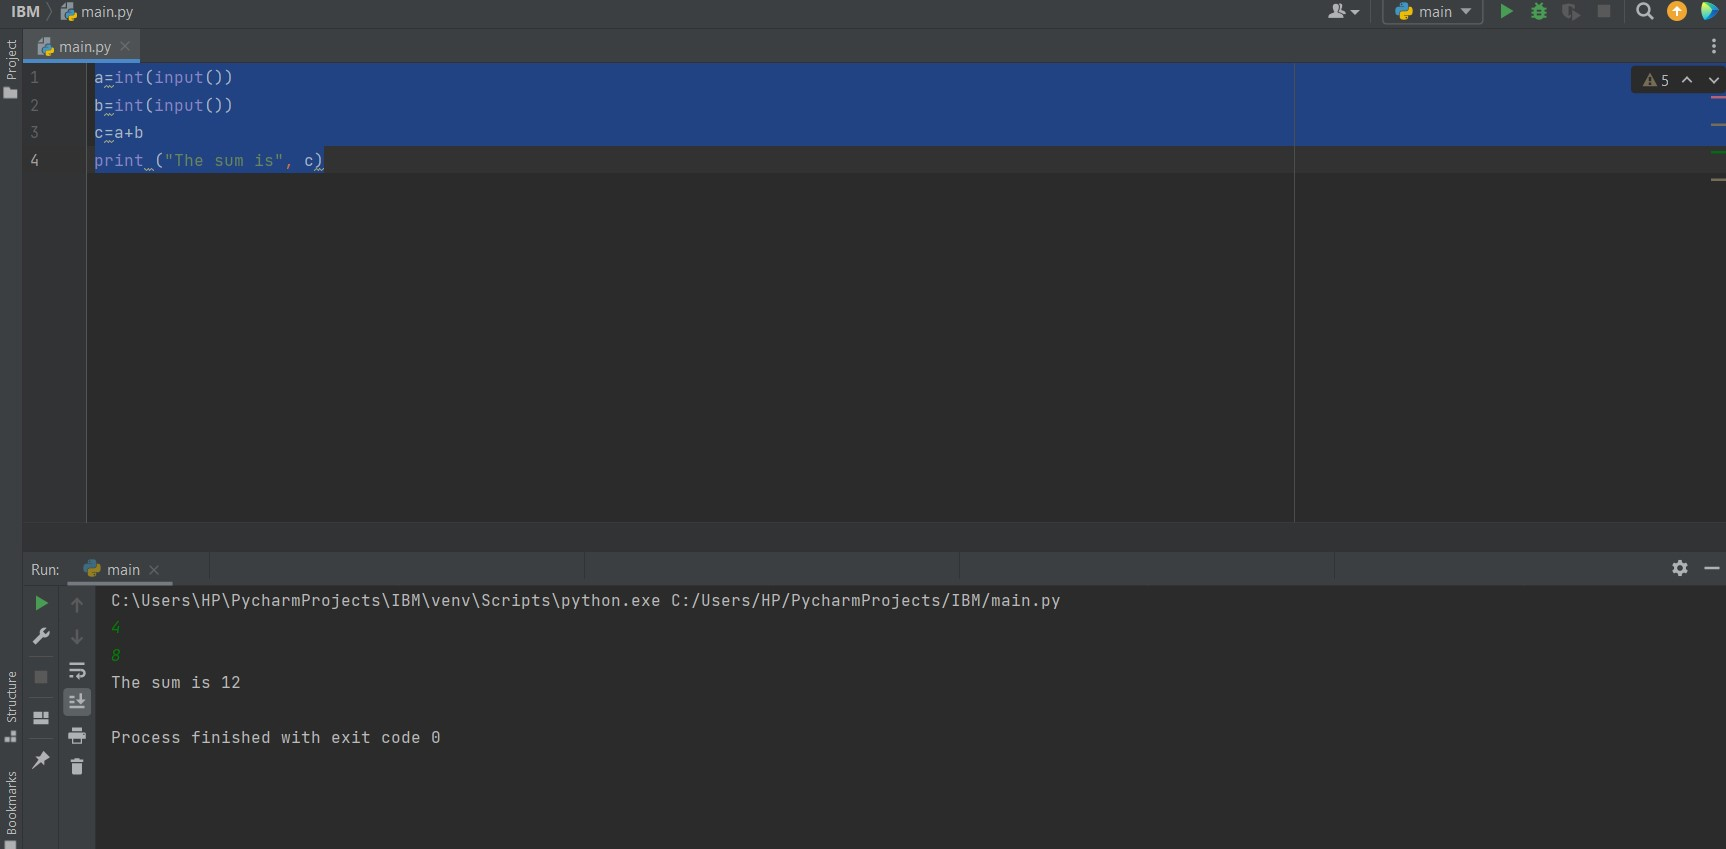 IBM main.py
main
main.py
Project
5
1 a=int(input())
2 b=int(input())
3 c=a+b
4 print ("The sum is", c)
Run: main
C:\Users\HP\PycharmProjects\IBM\venv\Scripts\python.exe C:/Users/HP/PycharmProjects/IBM/main.py
4
8
The sum is 12
Process finished with exit code 0
Structure
Bookmarks